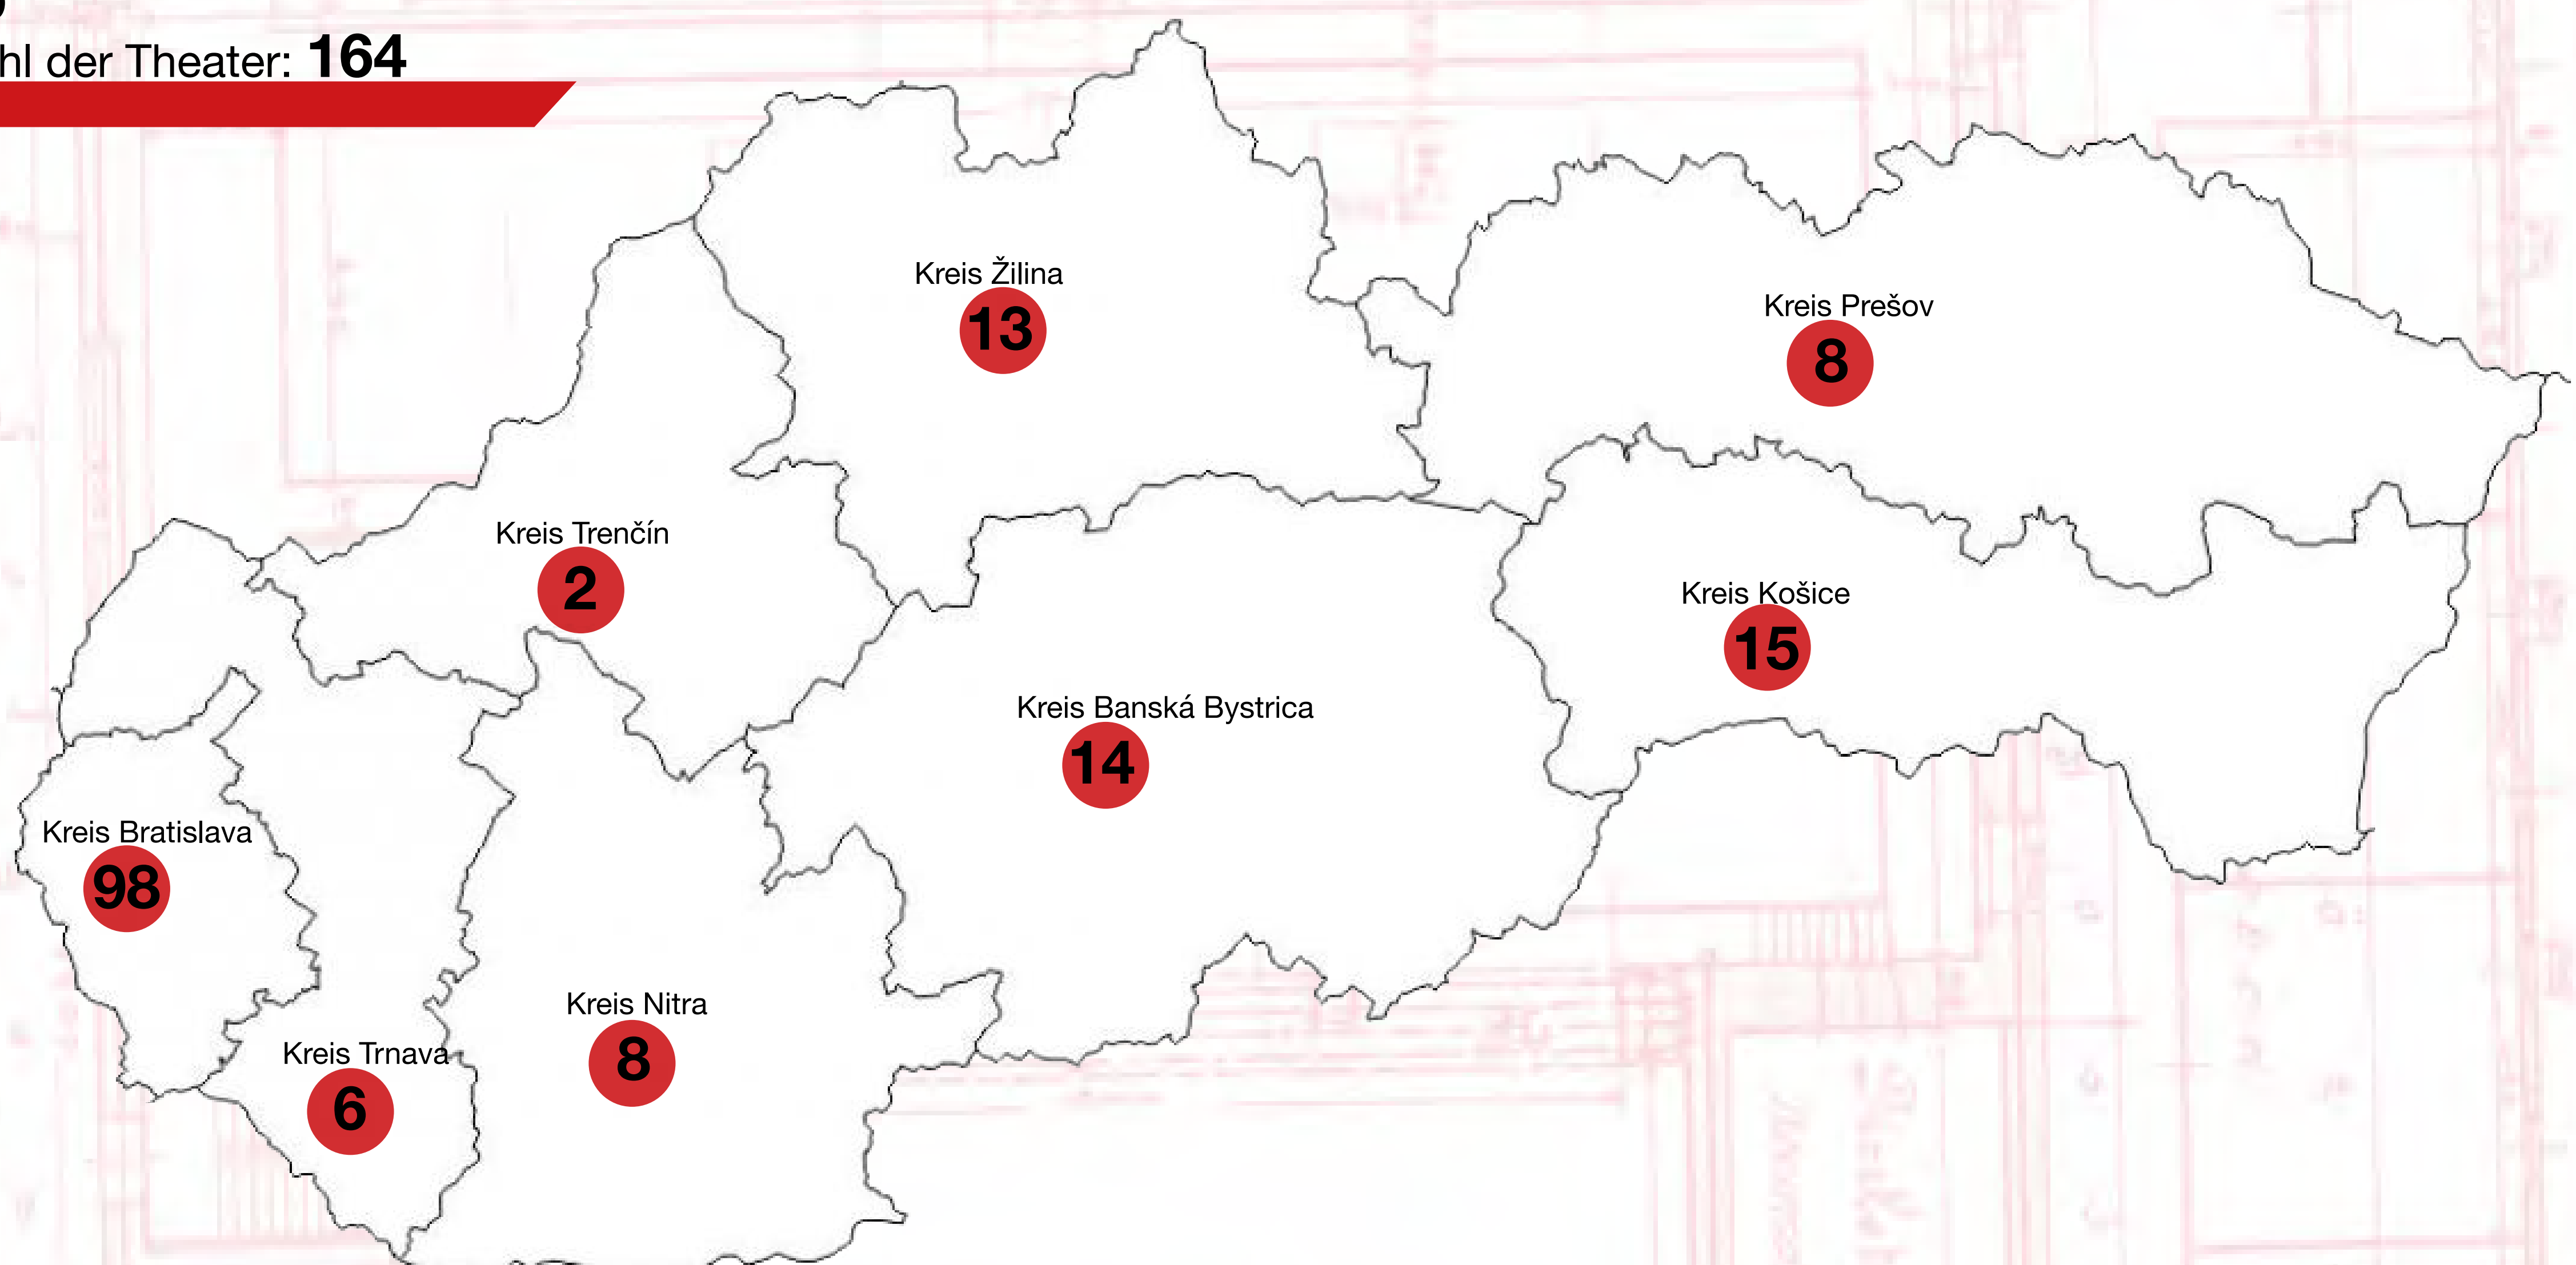 hl der Theater: 164
Kreis Žilina
13
Kreis Prešov
8
Kreis Trenčín
2
Kreis Košice
15
Kreis Banská Bystrica
14
Kreis Bratislava
98
Kreis Nitra
8
Kreis Trnava
6